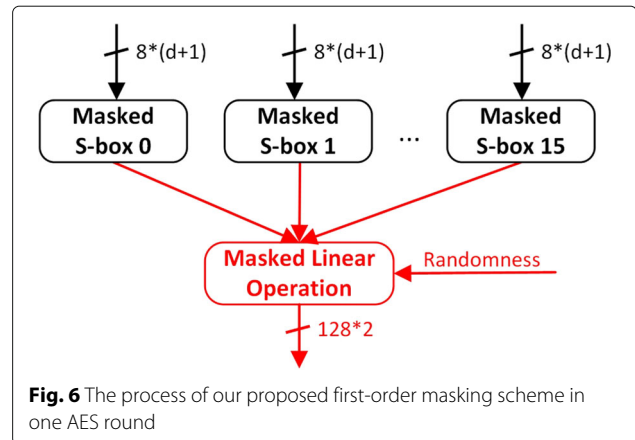 8*(d+1) 8*(d+1) 8*(d+1)
Masked S-box 0
Masked S-box 1
...
Masked S-box 15
Masked Linear Operation
Randomness
128*2
Fig. 6 The process of our proposed first-order masking scheme in
one AES round